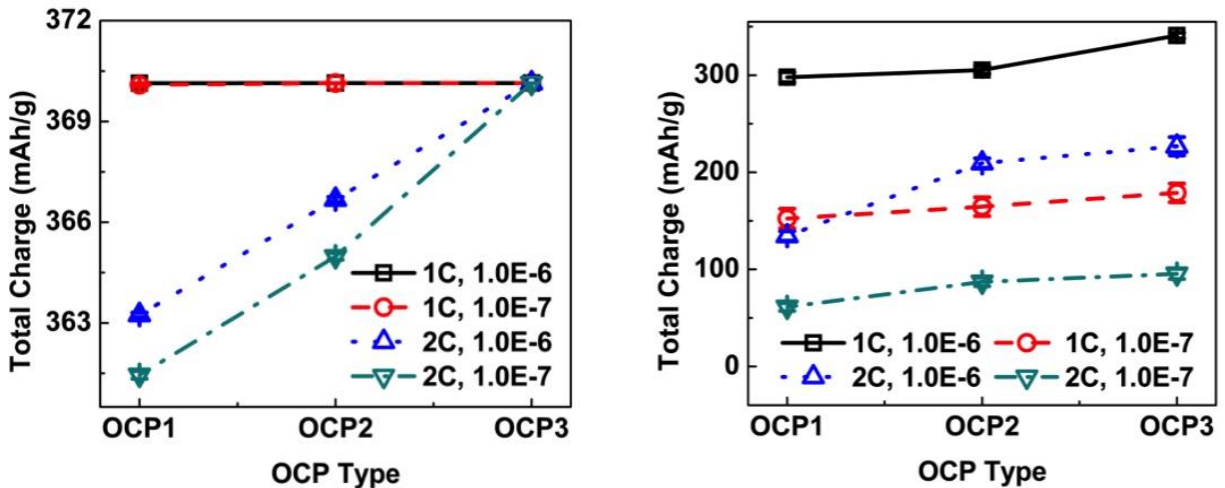 372
369
366
363
Total Charge (mAh/g)
1C, 1.0E-6
1C, 1.0E-7
2C, 1.0E-6
2C, 1.0E-7
OCP1 OCP2 OCP3
OCP Type
300
200
100
0
Total Charge (mAh/g)
1C, 1.0E-6 1C, 1.0E-7
2C, 1.0E-6 2C, 1.0E-7
OCP1 OCP2 OCP3
OCP Type